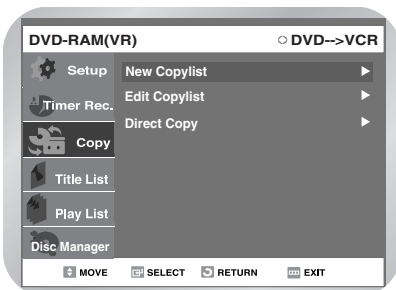 DVD-RAM(VR) DVD-->VCR
Setup
Timer Rec.
Copy
Title List
Play List
Disc Manager
New Copylist
Edit Copylist
Direct Copy
MOVE SELECT RETURN EXIT